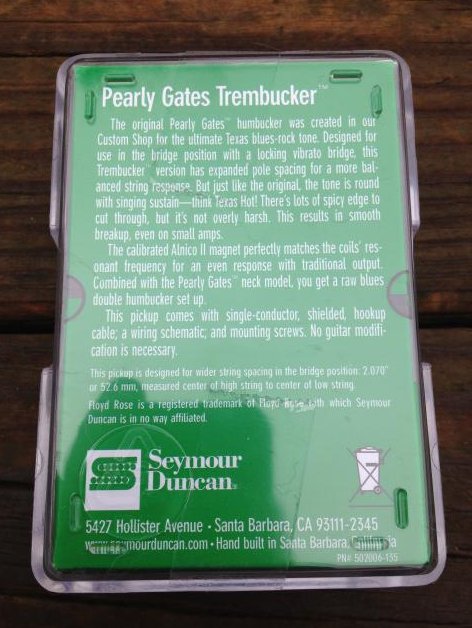 Pearly Gates Trembucker™
The original Pearly Gates™ humbucker was created in our
Custom Shop for the ultimate Texas blues-rock tone. Designed for
use in the bridge position with a locking vibrato bridge, this
Trembucker™ version has expanded pole spacing for a more bal-
anced string response. But just like the original, the tone is round
with singing sustain—think Texas Hot! There's lots of spicy edge to
cut through, but it's not overly harsh. This results in smooth
breakup, even on small amps.
The calibrated Alnico II magnet perfectly matches the coils' res-
onant frequency for an even response with traditional output.
Combined with the Pearly Gates™ neck model, you get a raw blues
double humbucker set up.
This pickup comes with single-conductor, shielded, hookup
cable; a wiring schematic; and mounting screws. No guitar modifi-
cation is necessary.
This pickup is designed for wider string spacing in the bridge position: 2.070"
or 52.6 mm, measured center of high string to center of low string.
Floyd Rose is a registered trademark of Floyd Rose with which Seymour
Duncan is in no way affiliated.
Seymour
Duncan®
5427 Hollister Avenue • Santa Barbara, CA 93111-2345
www.seymourduncan.com • Hand built in Santa Barbara, California
PN# 502006-155